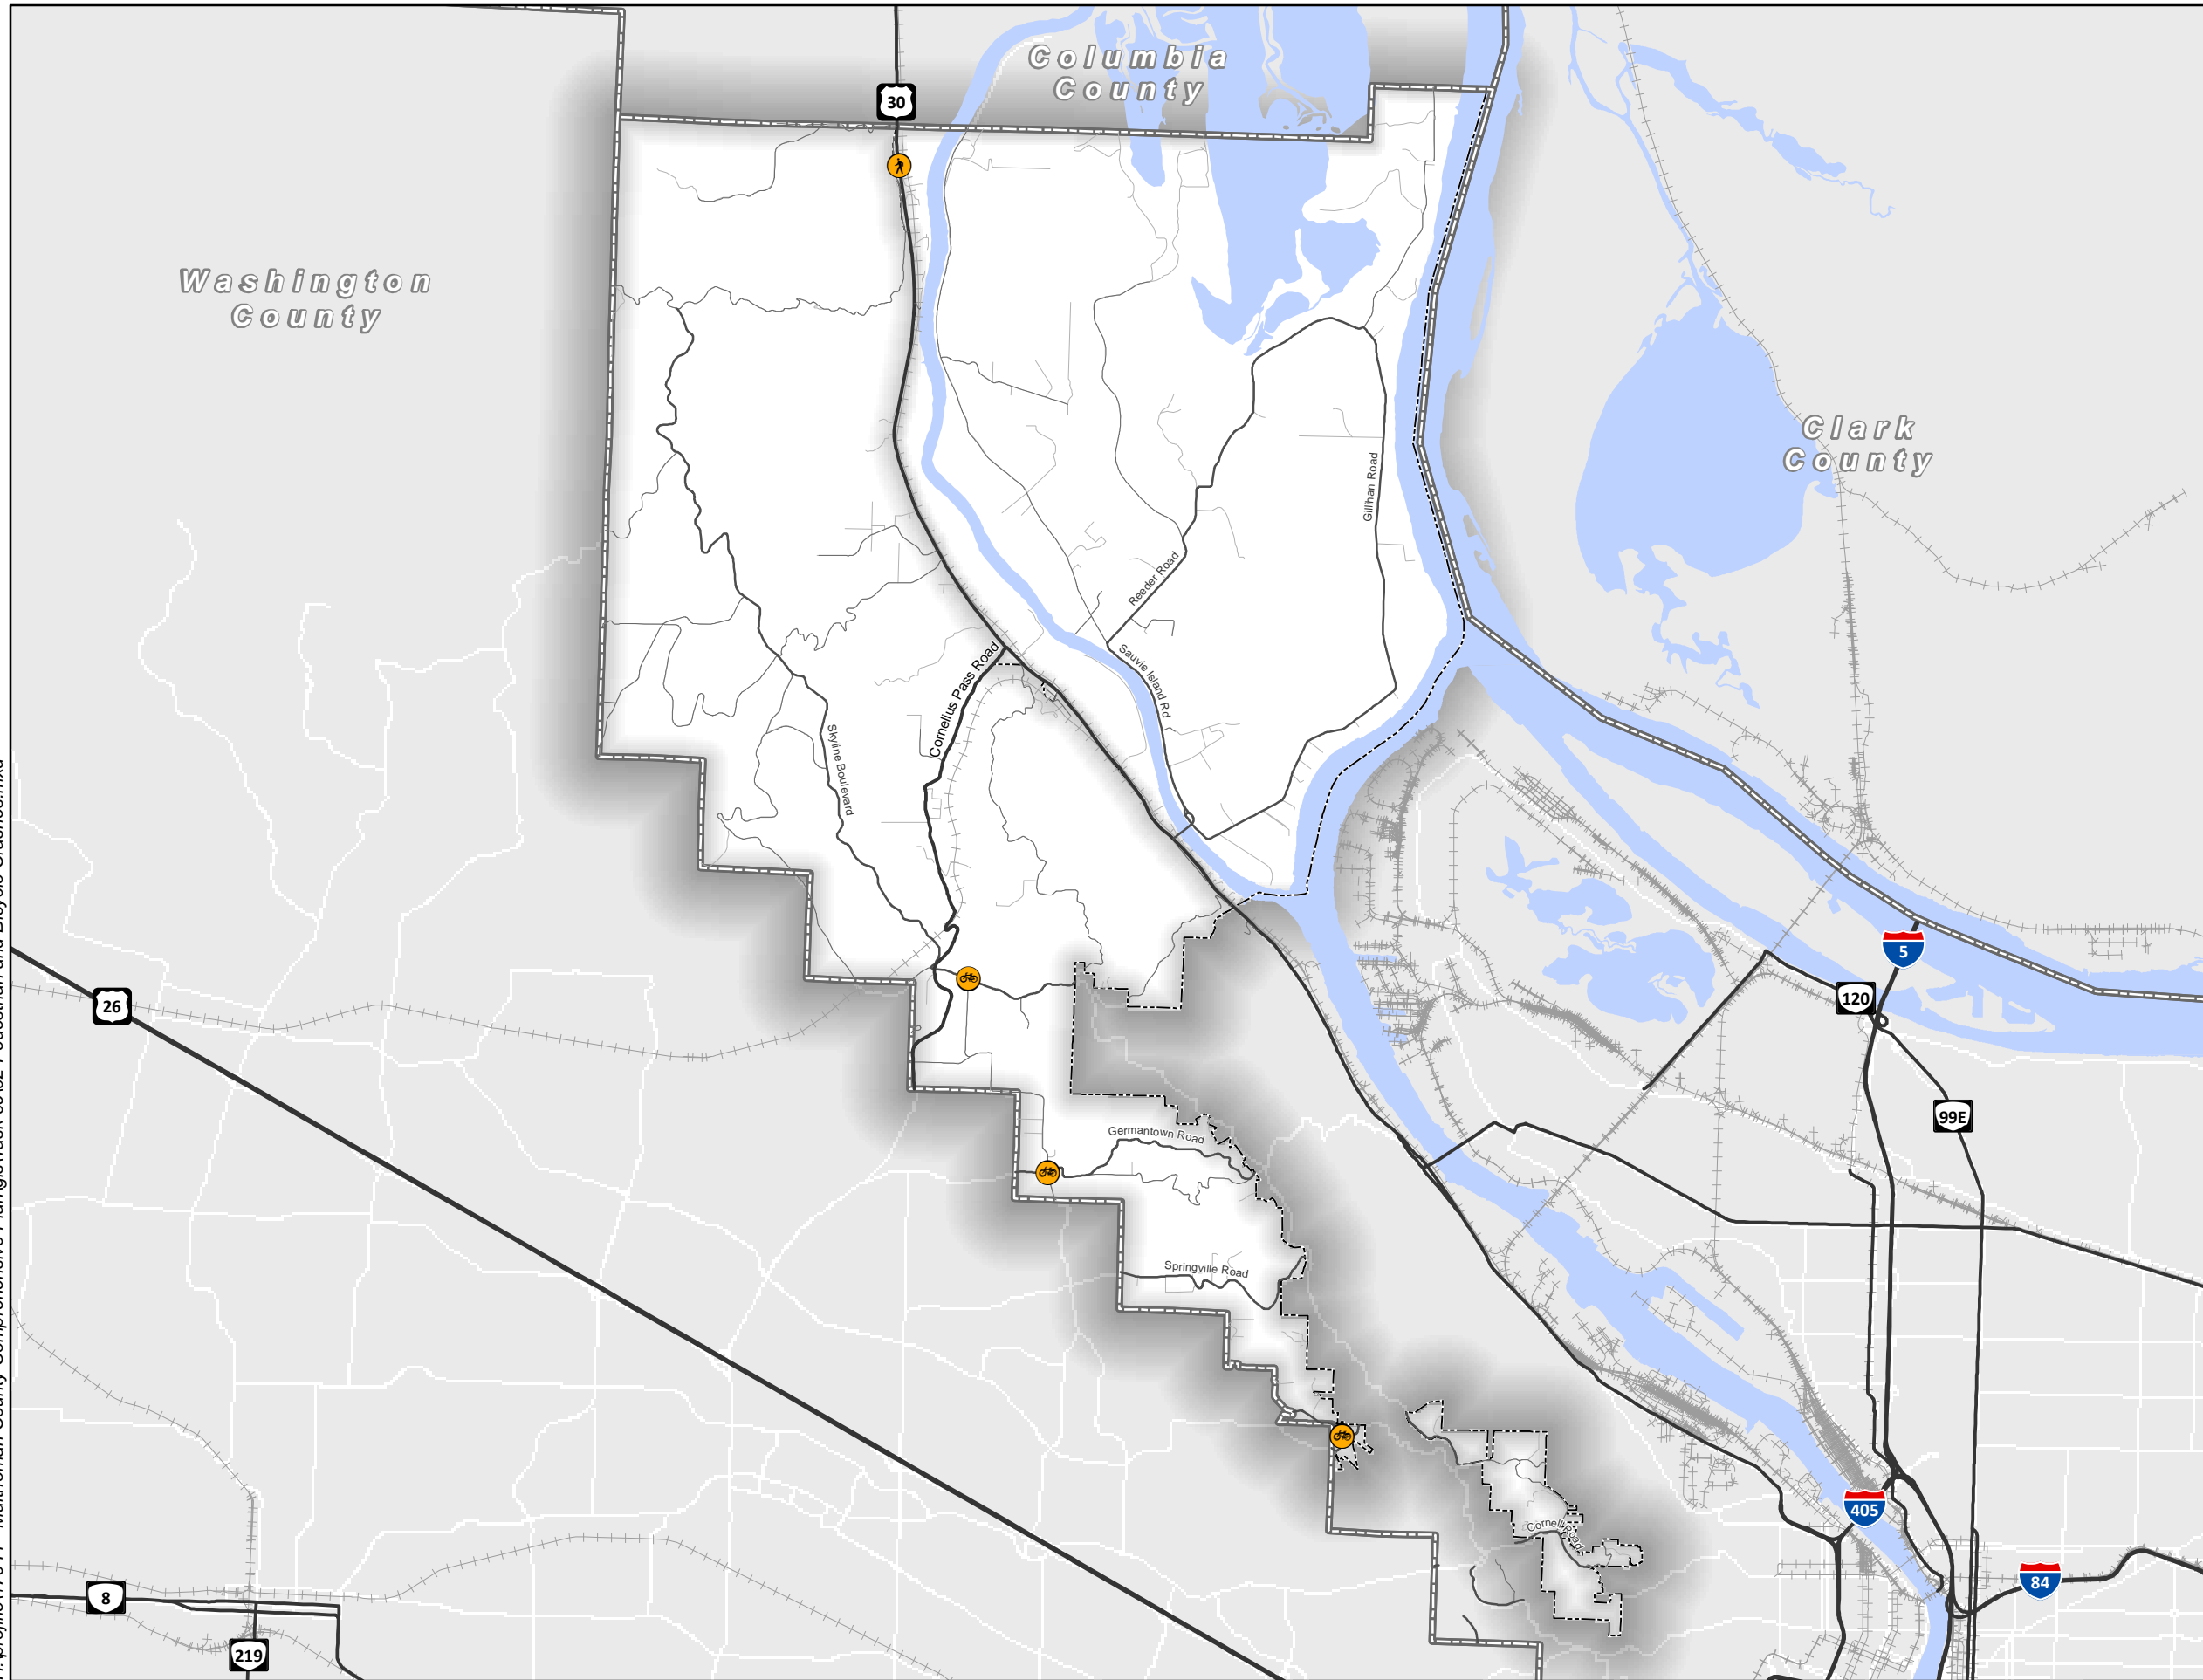 Columbia
County
30
Washington
County
Clark
County
Gillihan Road
Reeder Road
Sauvie Island Rd
Cornelius Pass Road
Skyline Boulevard
5
26
120
99E
Germantown Road
Springville Road
405
Cornell Road
84
8
219